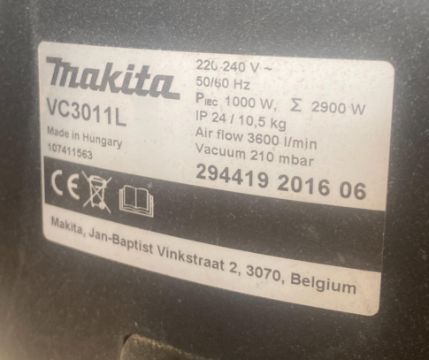 makita
VC3011L
Made in Hungary
107411563
220-240 V ~
50/60 Hz
PIEC 1000 W, Σ 2900 W
IP 24 / 10,5 kg
Air flow 3600 l/min
Vacuum 210 mbar
294419 2016 06
CE
Makita, Jan-Baptist Vinkstraat 2, 3070, Belgium